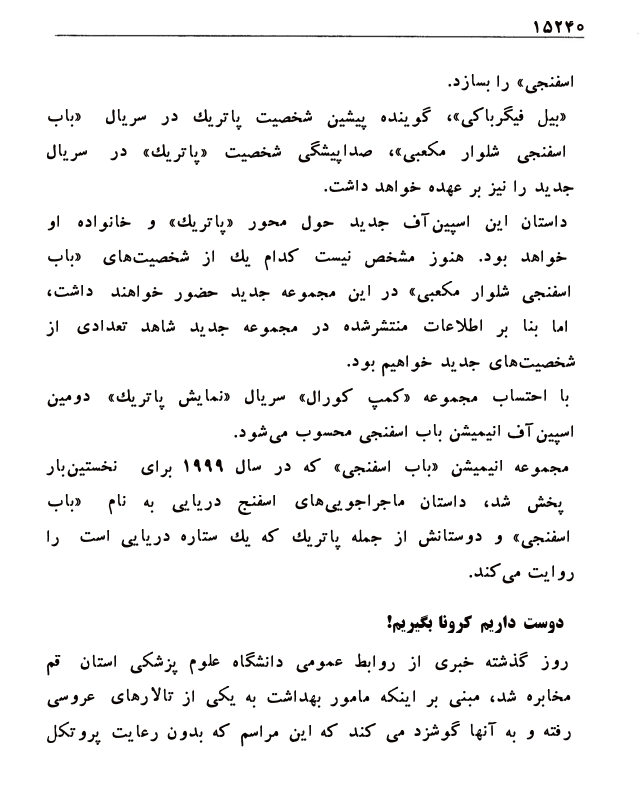 ۱۵۲۴۰
اسفنجی» را بسازد.
«بیل فیگرباکی»، گوینده پیشین شخصیت پاتریك در سریال «باب
اسفنجی شلوار مکعبی»، صداپیشگی شخصیت «پاتریك» در سریال
جدید را نیز بر عهده خواهد داشت.
داستان این اسپین‌آف جدید حول محور «پاتریك» و خانواده او
خواهد بود. هنوز مشخص نیست کدام یك از شخصیت‌های «باب
اسفنجی شلوار مکعبی» در این مجموعه جدید حضور خواهند داشت،
اما بنا بر اطلاعات منتشرشده در مجموعه جدید شاهد تعدادی از
شخصیت‌های جدید خواهیم بود.
با احتساب مجموعه «کمپ کورال» سریال «نمایش پاتریك» دومین
اسپین‌آف انیمیشن باب اسفنجی محسوب می‌شود.
مجموعه انیمیشن «باب اسفنجی» که در سال ۱۹۹۹ برای نخستین‌بار
پخش شد، داستان ماجراجویی‌های اسفنج دریایی به نام «باب
اسفنجی» و دوستانش از جمله پاتریك که یك ستاره دریایی است را
روایت می‌کند.
دوست داریم کرونا بگیریم!
روز گذشته خبری از روابط عمومی دانشگاه علوم پزشکی استان قم
مخابره شد، مبنی بر اینکه مامور بهداشت به یکی از تالارهای عروسی
رفته و به آنها گوشزد می کند که این مراسم که بدون رعایت پروتکل